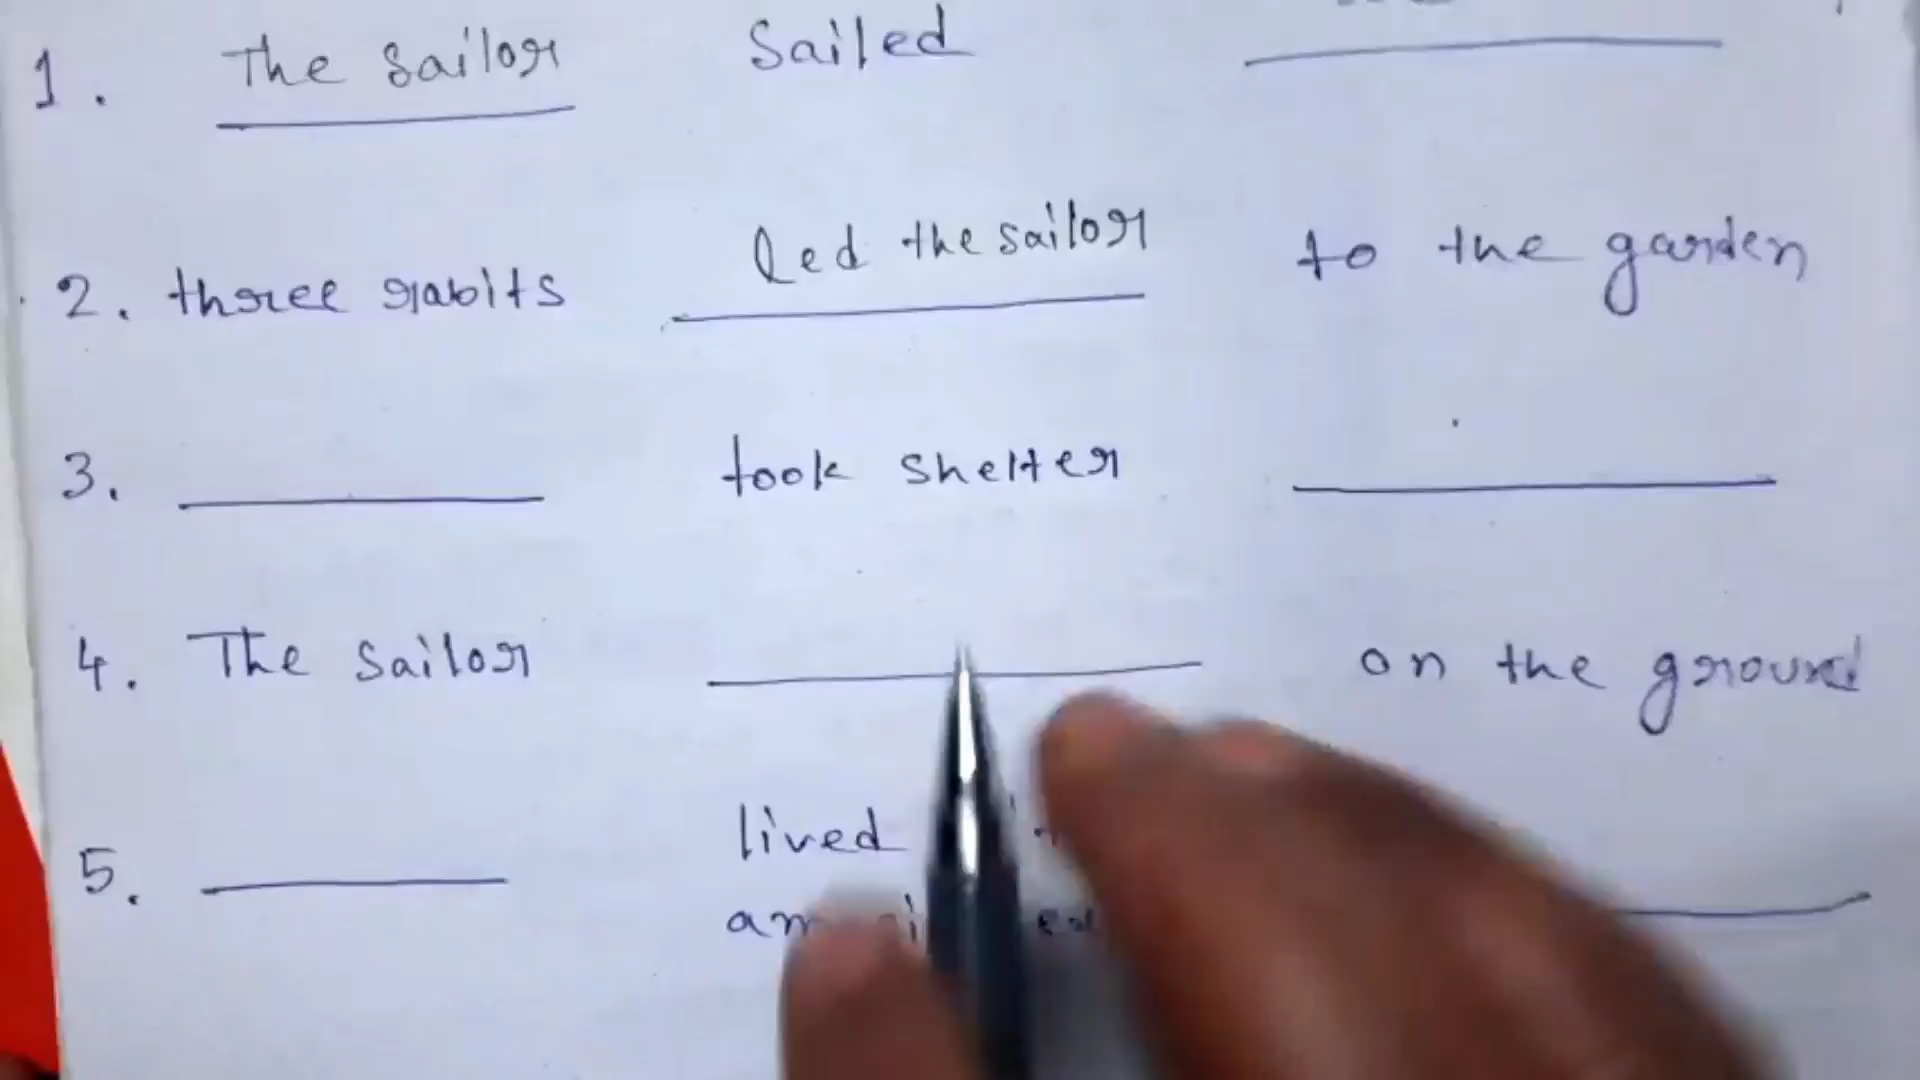 1. The sailor Sailed
2. three rabits led the sailor to the garden
3. took shelter
4. The sailor on the ground
5. lived